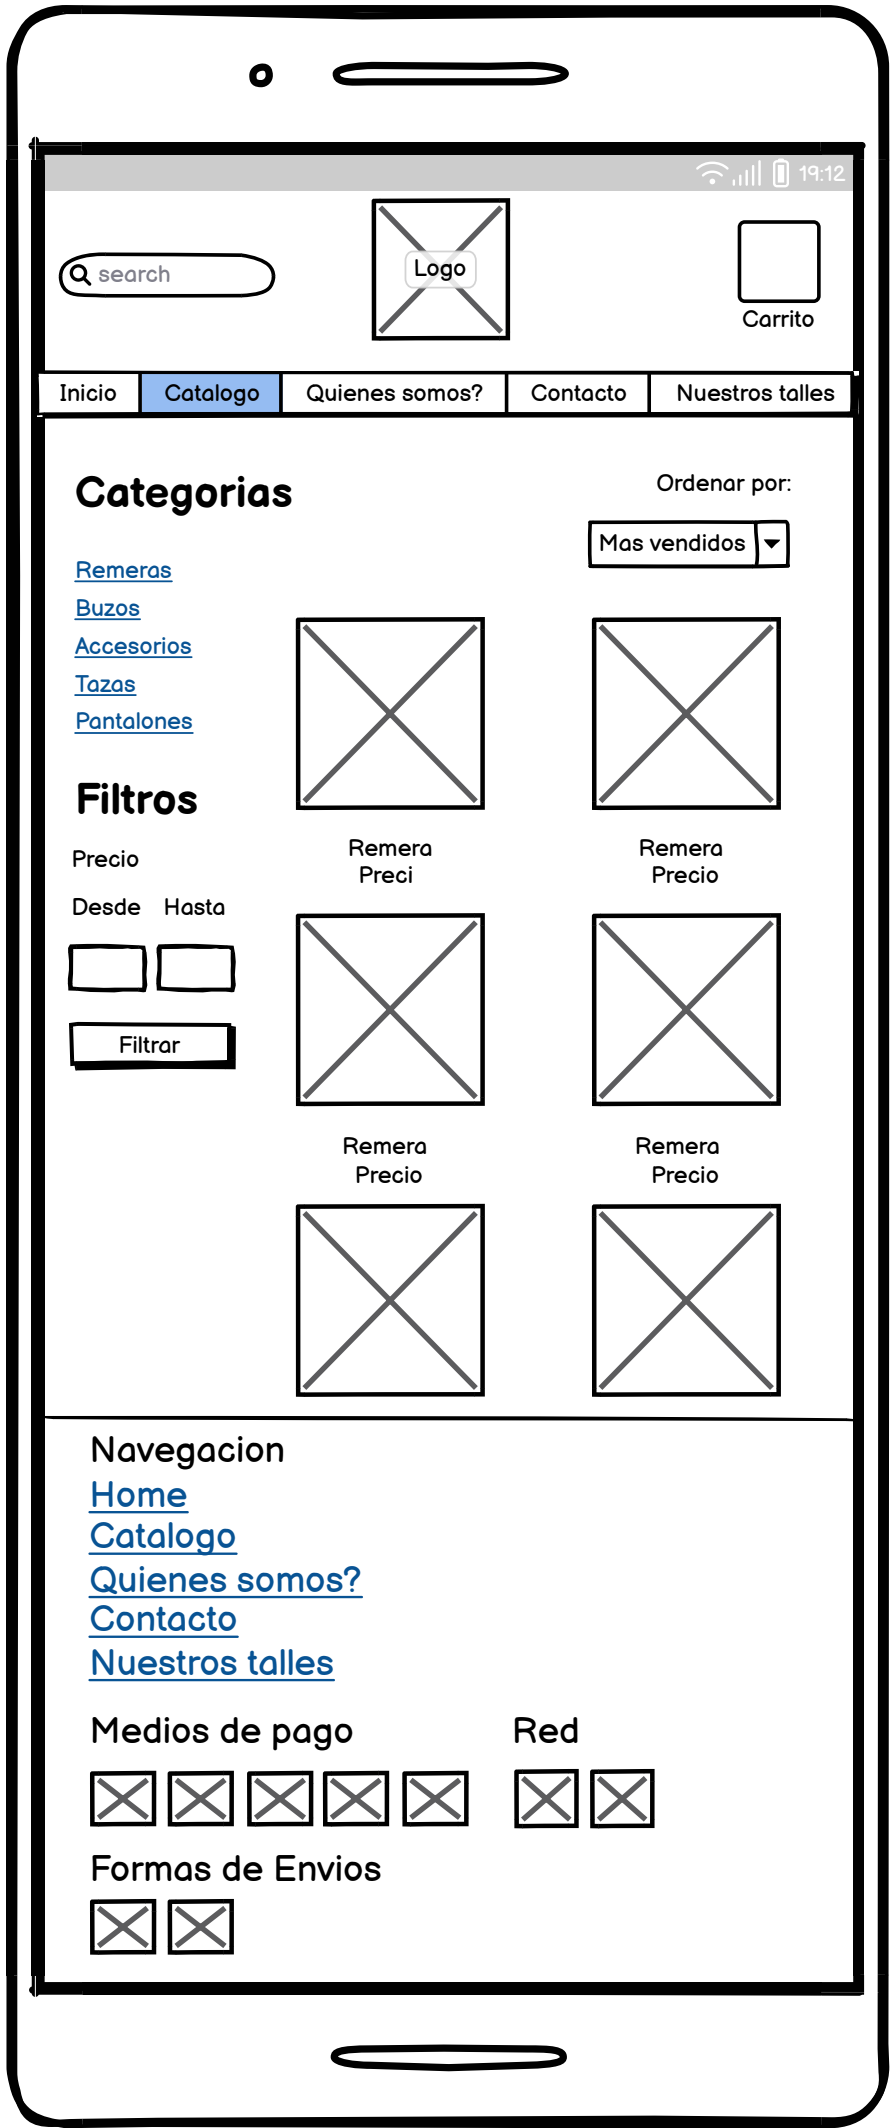 19:12
search
Logo
Carrito
Inicio Catalogo Quienes somos? Contacto Nuestros talles
Categorias
Ordenar por:
Mas vendidos
Remeras
Buzos
Accesorios
Tazas
Pantalones
Filtros
Precio
Desde Hasta
Filtrar
Remera
Preci
Remera
Precio
Remera
Precio
Remera
Precio
Navegacion
Home
Catalogo
Quienes somos?
Contacto
Nuestros talles
Medios de pago
Red
Formas de Envios